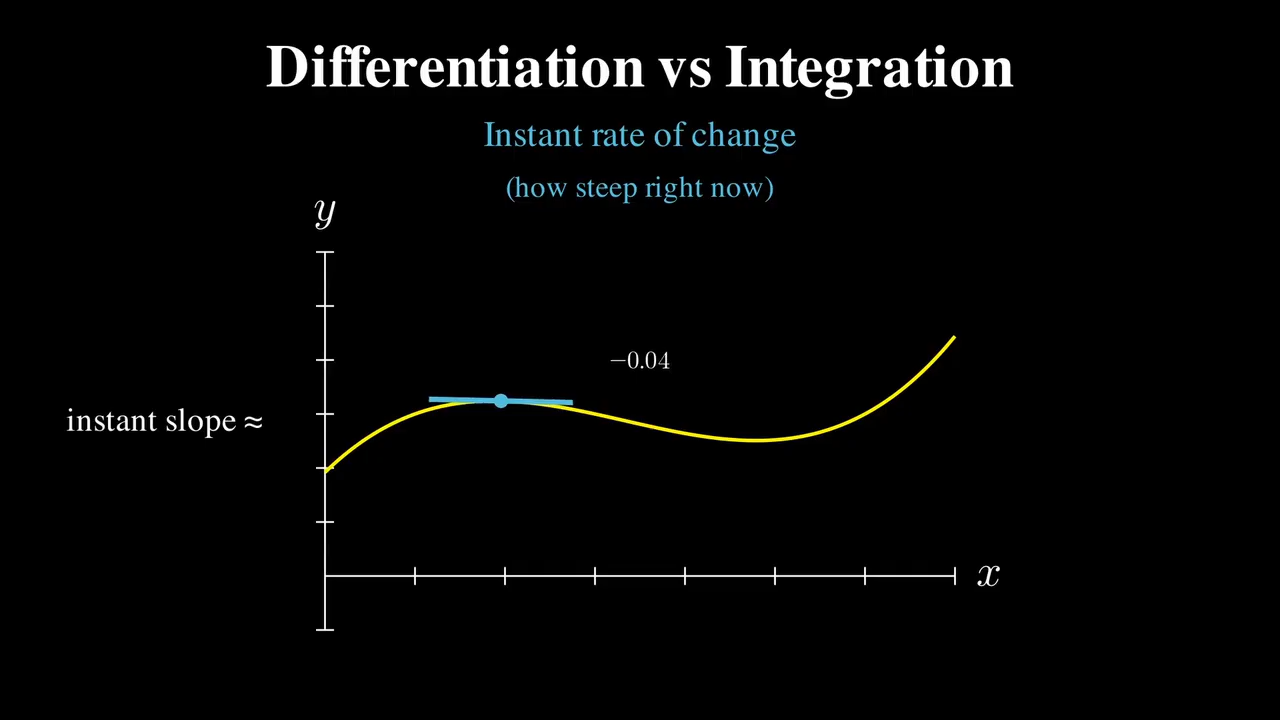 Differentiation vs Integration
Instant rate of change
(how steep right now)
y
−0.04
instant slope ≈
x